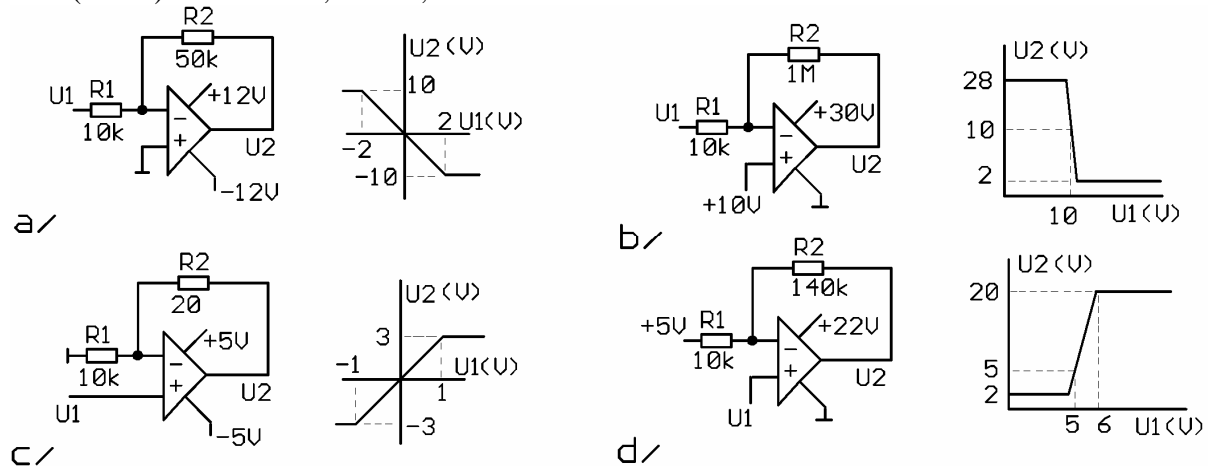 R2
50k
U1
R1
10k
+12V
-12V
U2
U2(V)
10
2
U1(V)
-2
-10
a/
R2
1M
U1
R1
10k
+30V
+10V
U2
U2(V)
28
10
2
10
U1(V)
b/
R2
20
R1
10k
+5V
-5V
U1
U2
U2(V)
3
-1
U1(V)
1
-3
c/
R2
140k
+5V
R1
10k
+22V
U1
U2
U2(V)
20
5
2
5
6
U1(V)
d/